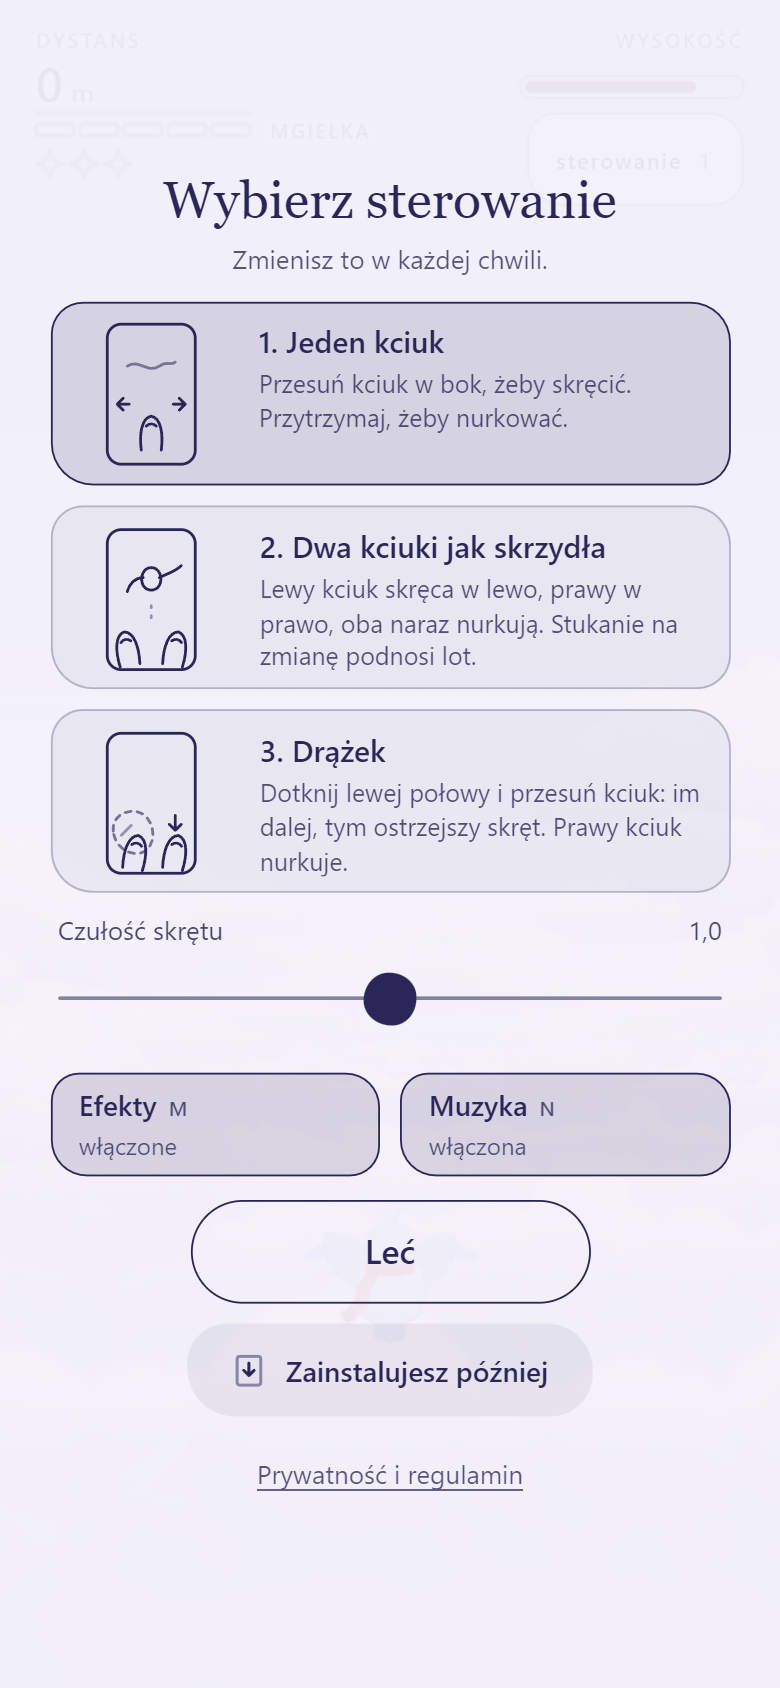 DYSTANS
WYSOKOŚĆ
0 m
MGIEŁKA
sterowanie 1
Wybierz sterowanie
Zmienisz to w każdej chwili.
1. Jeden kciuk
Przesuń kciuk w bok, żeby skręcić.
Przytrzymaj, żeby nurkować.
2. Dwa kciuki jak skrzydła
Lewy kciuk skręca w lewo, prawy w
prawo, oba naraz nurkują. Stukanie na
zmianę podnosi lot.
3. Drążek
Dotknij lewej połowy i przesuń kciuk: im
dalej, tym ostrzejszy skręt. Prawy kciuk
nurkuje.
Czułość skrętu 1,0
Efekty M
włączone
Muzyka N
włączona
Leć
Zainstalujesz później
Prywatność i regulamin